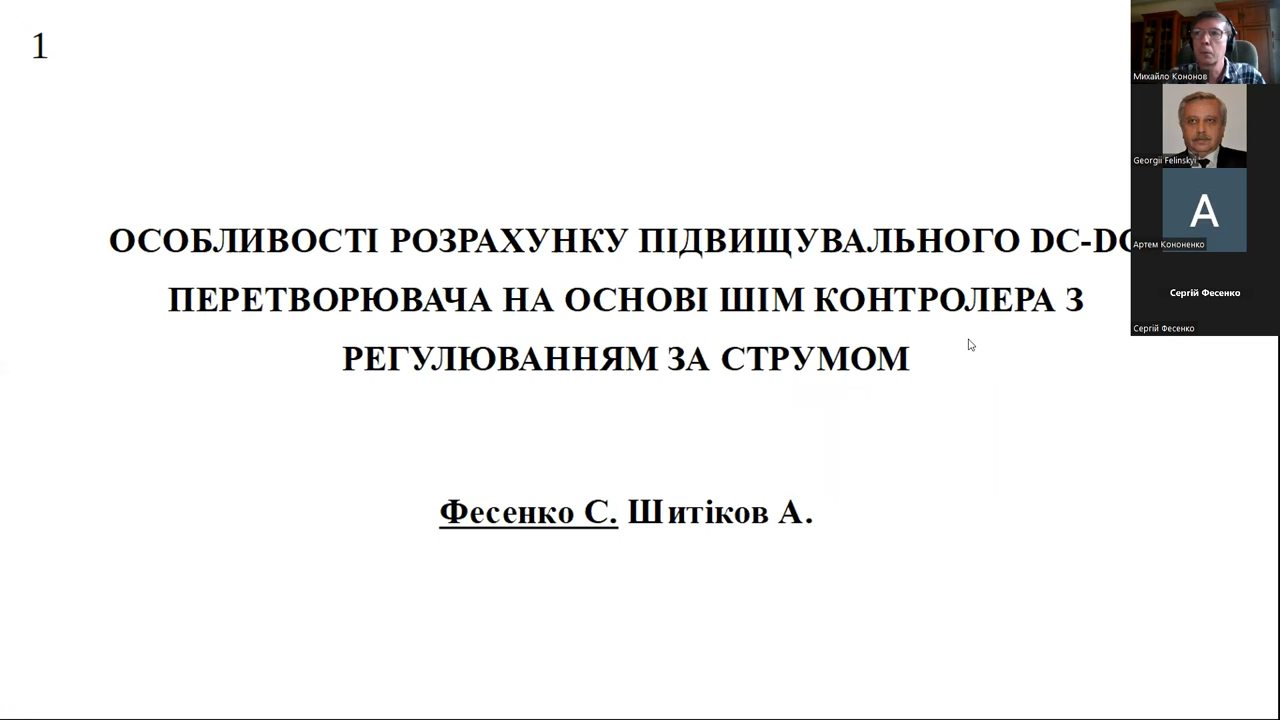 1
ОСОБЛИВОСТІ РОЗРАХУНКУ ПІДВИЩУВАЛЬНОГО DC-DC
ПЕРЕТВОРЮВАЧА НА ОСНОВІ ШІМ КОНТРОЛЕРА З
РЕГУЛЮВАННЯМ ЗА СТРУМОМ
Фесенко С. Шитіков А.
Михайло Кононов
Georgii Felinskyi
А
Артем Кононенко
Сергій Фесенко
Сергій Фесенко